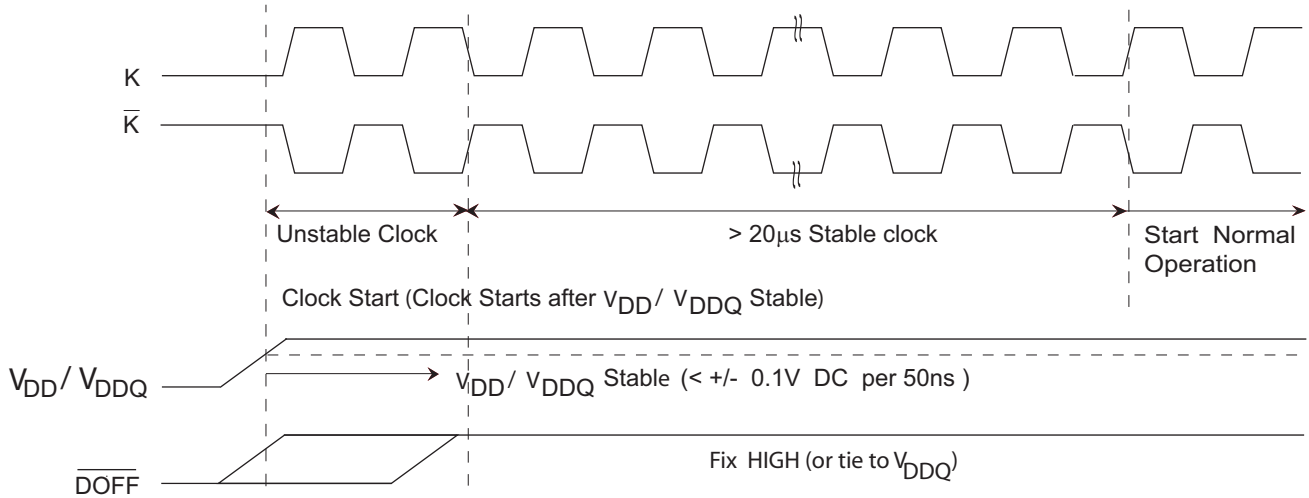 K
K̅
Unstable Clock
> 20μs Stable clock
Start Normal
Operation
Clock Start (Clock Starts after VDD / VDDQ Stable)
VDD / VDDQ
VDD / VDDQ Stable (< +/- 0.1V DC per 50ns )
Fix HIGH (or tie to VDDQ)
D̅O̅F̅F̅